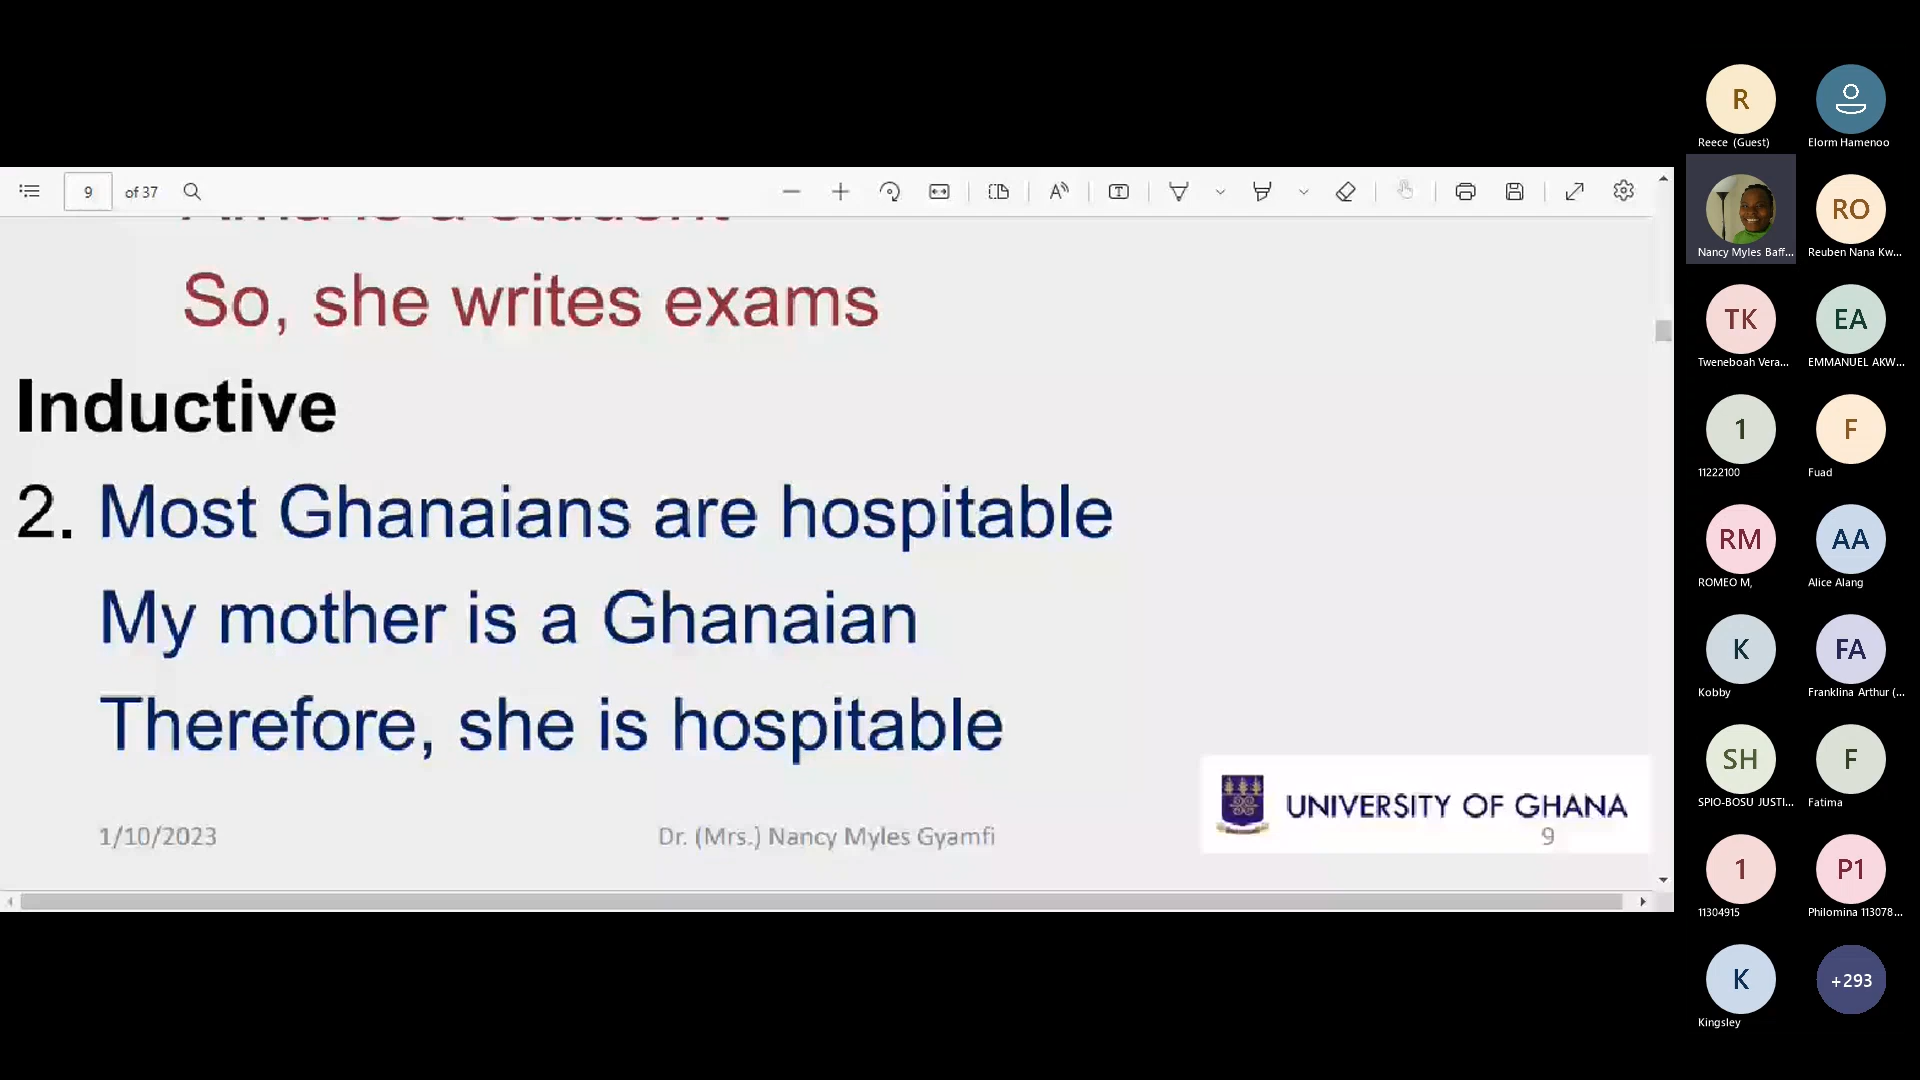 9 of 37
Ama is a student
So, she writes exams
Inductive
2. Most Ghanaians are hospitable
My mother is a Ghanaian
Therefore, she is hospitable
UNIVERSITY OF GHANA
1/10/2023 Dr. (Mrs.) Nancy Myles Gyamfi 9
R
Reece (Guest)
Elorm Hamenoo
Nancy Myles Baff...
RO
Reuben Nana Kw...
TK
Tweneboah Vera...
EA
EMMANUEL AKW...
1
11222100
F
Fuad
RM
ROMEO M,
AA
Alice Alang
K
Kobby
FA
Franklina Arthur (...
SH
SPIO-BOSU JUSTI...
F
Fatima
1
11304915
P1
Philomina 113078...
K
Kingsley
+293